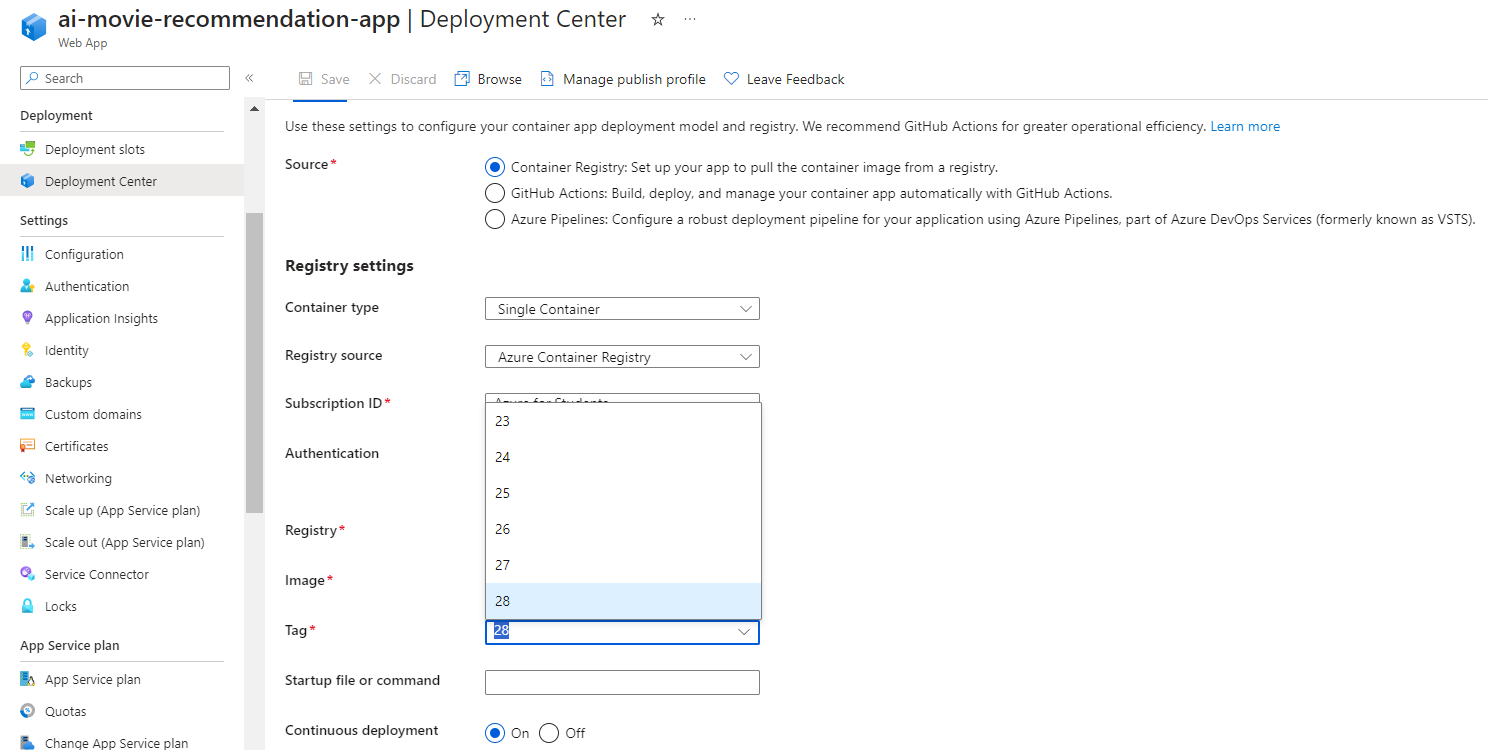 ai-movie-recommendation-app | Deployment Center
Web App
Search
Save
Discard
Browse
Manage publish profile
Leave Feedback
Deployment
Deployment slots
Deployment Center
Settings
Configuration
Authentication
Application Insights
Identity
Backups
Custom domains
Certificates
Networking
Scale up (App Service plan)
Scale out (App Service plan)
Service Connector
Locks
App Service plan
App Service plan
Quotas
Change App Service plan
Use these settings to configure your container app deployment model and registry. We recommend GitHub Actions for greater operational efficiency. Learn more
Source*
Container Registry: Set up your app to pull the container image from a registry.
GitHub Actions: Build, deploy, and manage your container app automatically with GitHub Actions.
Azure Pipelines: Configure a robust deployment pipeline for your application using Azure Pipelines, part of Azure DevOps Services (formerly known as VSTS).
Registry settings
Container type
Single Container
Registry source
Azure Container Registry
Subscription ID*
Azure for Students
Authentication
23
24
25
26
27
28
Registry*
Image*
Tag*
28
Startup file or command
Continuous deployment
On
Off